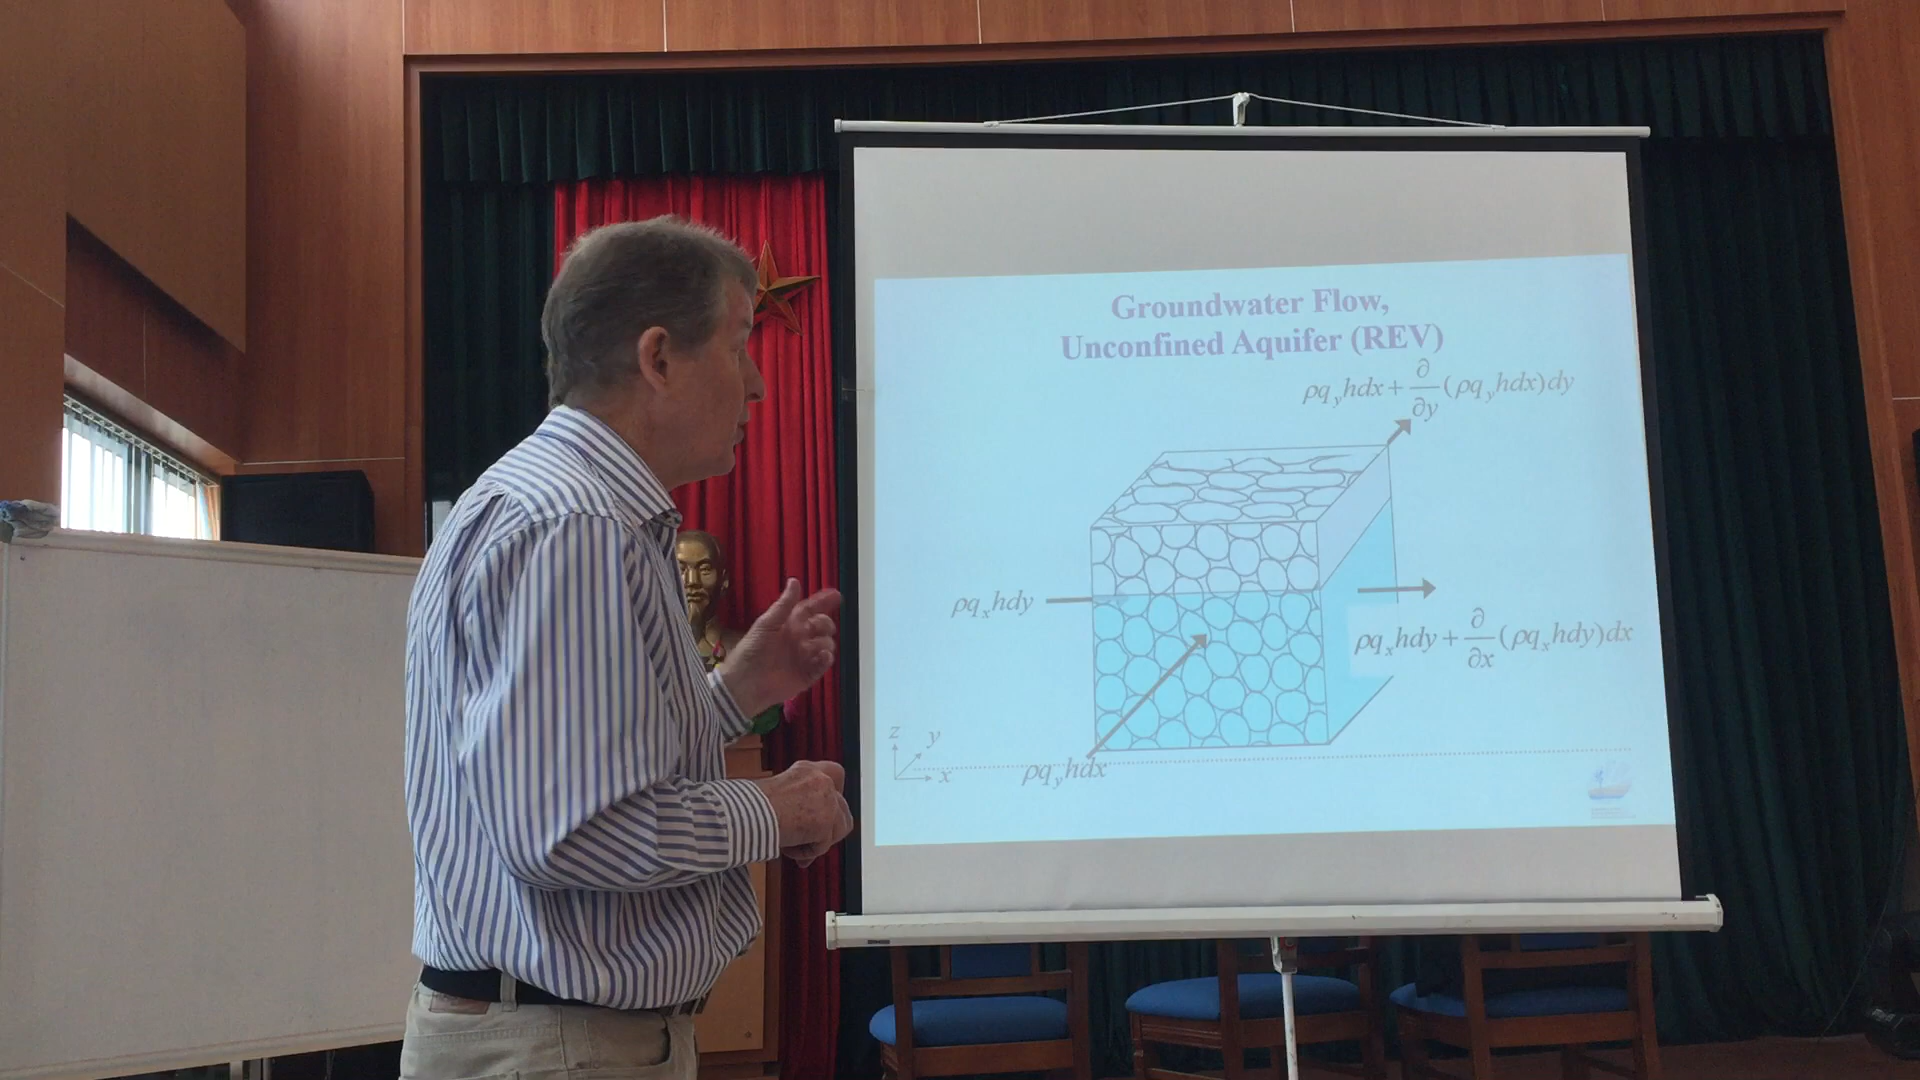 Groundwater Flow,
Unconfined Aquifer (REV)
ρq_y hdx + ∂/∂y (ρq_y hdx)dy
ρq_x hdy
ρq_x hdy + ∂/∂x (ρq_x hdy)dx
z
y
x
ρq_y hdx